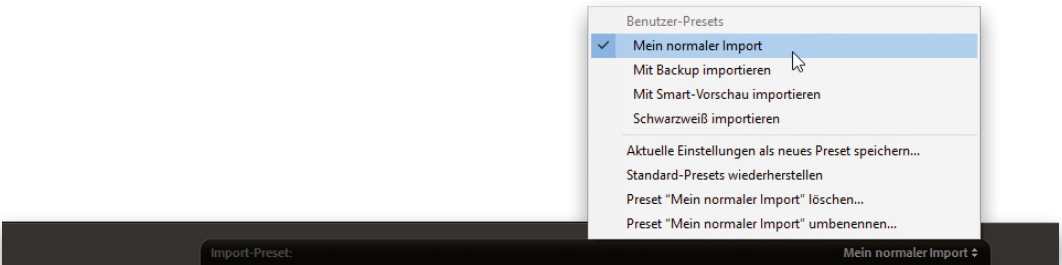 Benutzer-Presets
Mein normaler Import
Mit Backup importieren
Mit Smart-Vorschau importieren
Schwarzweiß importieren
Aktuelle Einstellungen als neues Preset speichern...
Standard-Presets wiederherstellen
Preset “Mein normaler Import” löschen...
Preset “Mein normaler Import” umbenennen...
Import-Preset: Mein normaler Import